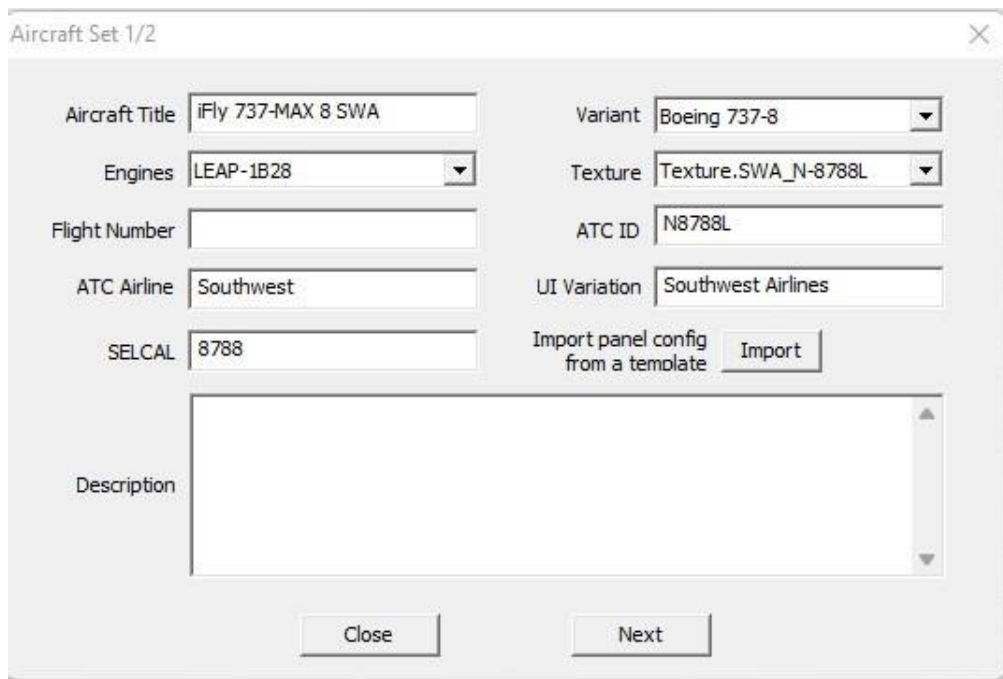 Aircraft Set 1/2
Aircraft Title iFly 737-MAX 8 SWA Variant Boeing 737-8
Engines LEAP-1B28 Texture Texture.SWA_N-8788L
Flight Number ATC ID N8788L
ATC Airline Southwest UI Variation Southwest Airlines
SELCAL 8788 Import panel config
from a template Import
Description
Close Next